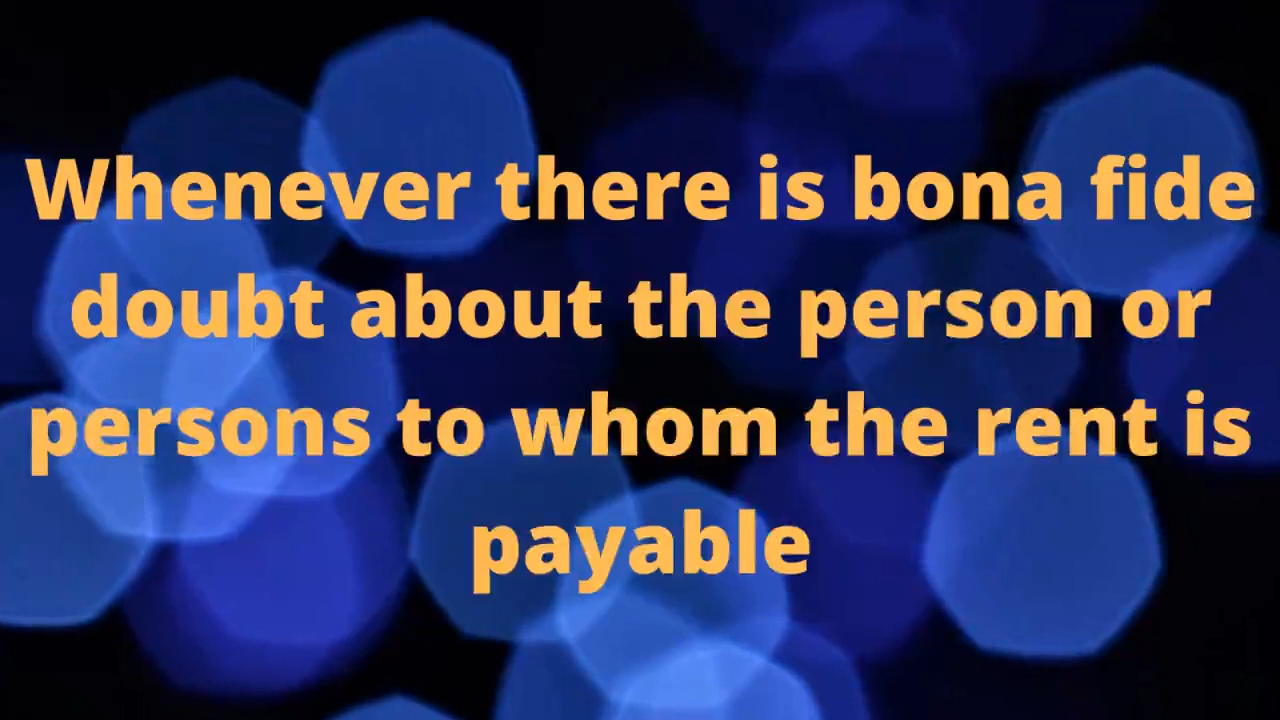 Whenever there is bona fide
doubt about the person or
persons to whom the rent is
payable